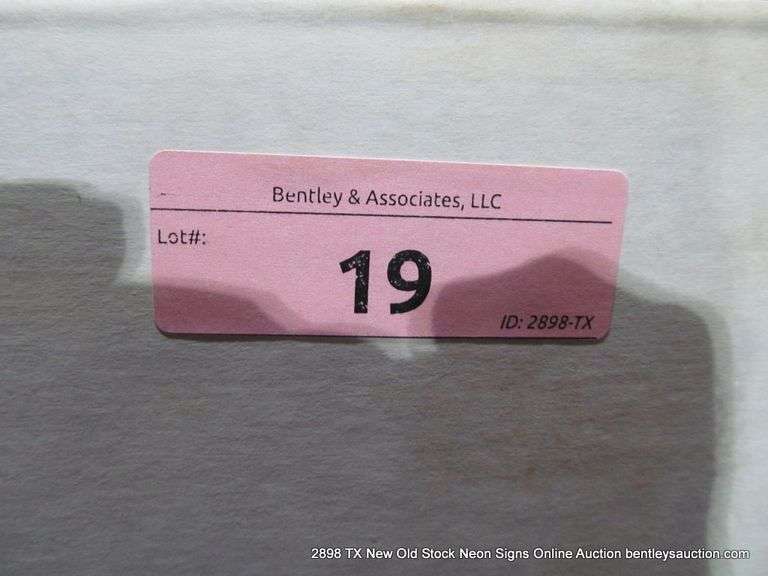 Bentley & Associates, LLC
Lot#:
19
ID: 2898-TX
2898 TX New Old Stock Neon Signs Online Auction bentleysauction.com